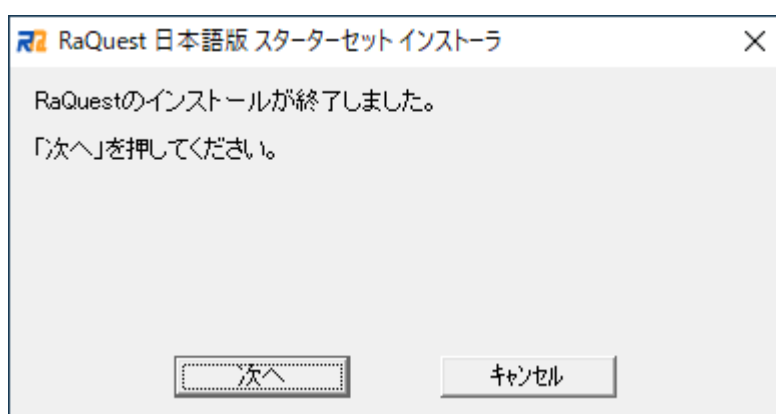 RaQuest 日本語版 スターターセット インストーラ
RaQuestのインストールが終了しました。
「次へ」を押してください。
次へ
キャンセル